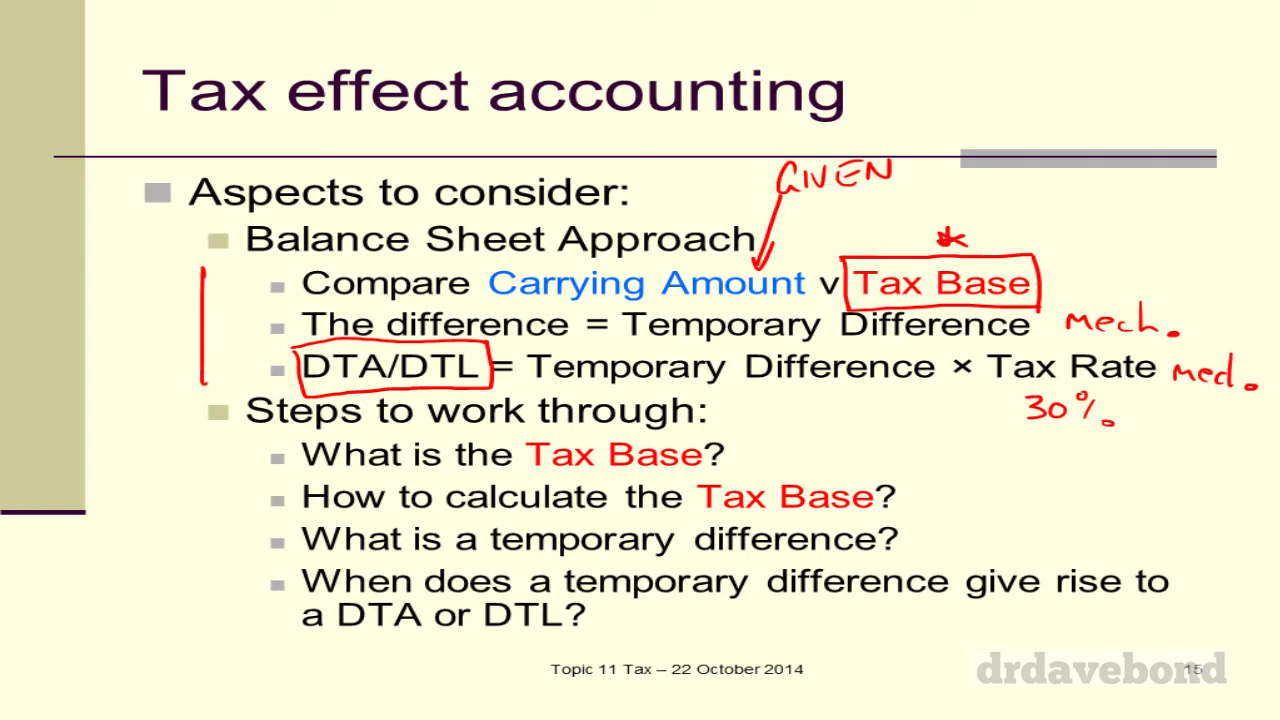 Tax effect accounting
GIVEN
Aspects to consider:
Balance Sheet Approach
*
Compare Carrying Amount v Tax Base
The difference = Temporary Difference mech.
DTA/DTL = Temporary Difference × Tax Rate med.
30%.
Steps to work through:
What is the Tax Base?
How to calculate the Tax Base?
What is a temporary difference?
When does a temporary difference give rise to
a DTA or DTL?
Topic 11 Tax – 22 October 2014
drdavebond
15